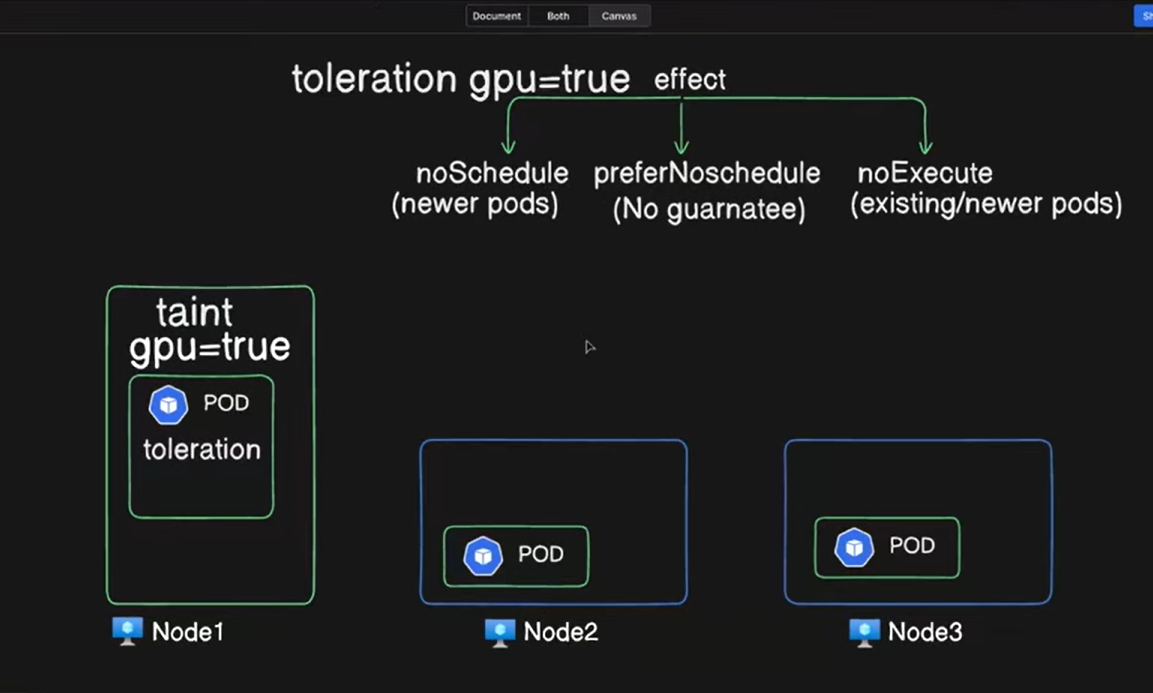 Document Both Canvas Sh
toleration gpu=true effect
noSchedule preferNoschedule noExecute
(newer pods) (No guarnatee) (existing/newer pods)
taint
gpu=true
POD
toleration
POD
POD
Node1 Node2 Node3